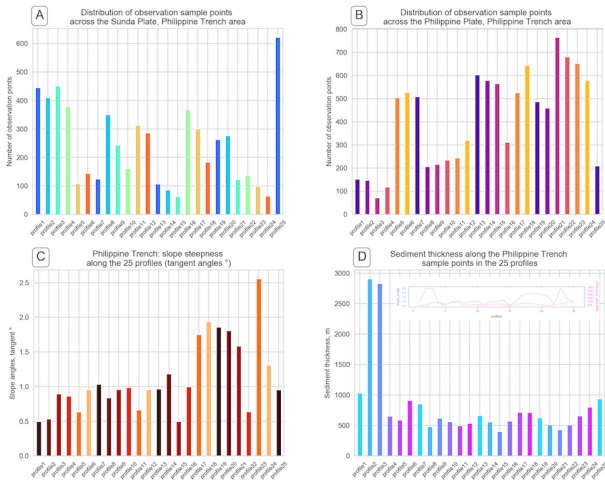 A
Distribution of observation sample points
across the Sunda Plate, Philippine Trench area
Number of observation ponts
600
500
400
300
200
100
0
profile1
profile2
profile3
profile4
profile5
profile6
profile7
profile8
profile9
profile10
profile11
profile12
profile13
profile14
profile15
profile16
profile17
profile18
profile19
profile20
profile21
profile22
profile23
profile24
profile25
B
Distribution of observation sample points
across the Philippine Plate, Philippine Trench area
Number of observation points
800
700
600
500
400
300
200
100
0
profile1
profile2
profile3
profile4
profile5
profile6
profile7
profile8
profile9
profile10
profile11
profile12
profile13
profile14
profile15
profile16
profile17
profile18
profile19
profile20
profile21
profile22
profile23
profile24
profile25
C
Philippine Trench: slope steepness
along the 25 profiles (tangent angles °)
Slope angles, tangent °
2.5
2.0
1.5
1.0
0.5
0.0
profile1
profile2
profile3
profile4
profile5
profile6
profile7
profile8
profile9
profile10
profile11
profile12
profile13
profile14
profile15
profile16
profile17
profile18
profile19
profile20
profile21
profile22
profile23
profile24
profile25
D
Sediment thickness along the Philippine Trench
sample points in the 25 profiles
Sediment thickness, m
3000
2500
2000
1500
1000
500
0
profiles
profile1
profile2
profile3
profile4
profile5
profile6
profile7
profile8
profile9
profile10
profile11
profile12
profile13
profile14
profile15
profile16
profile17
profile18
profile19
profile20
profile21
profile22
profile23
profile24
profile25